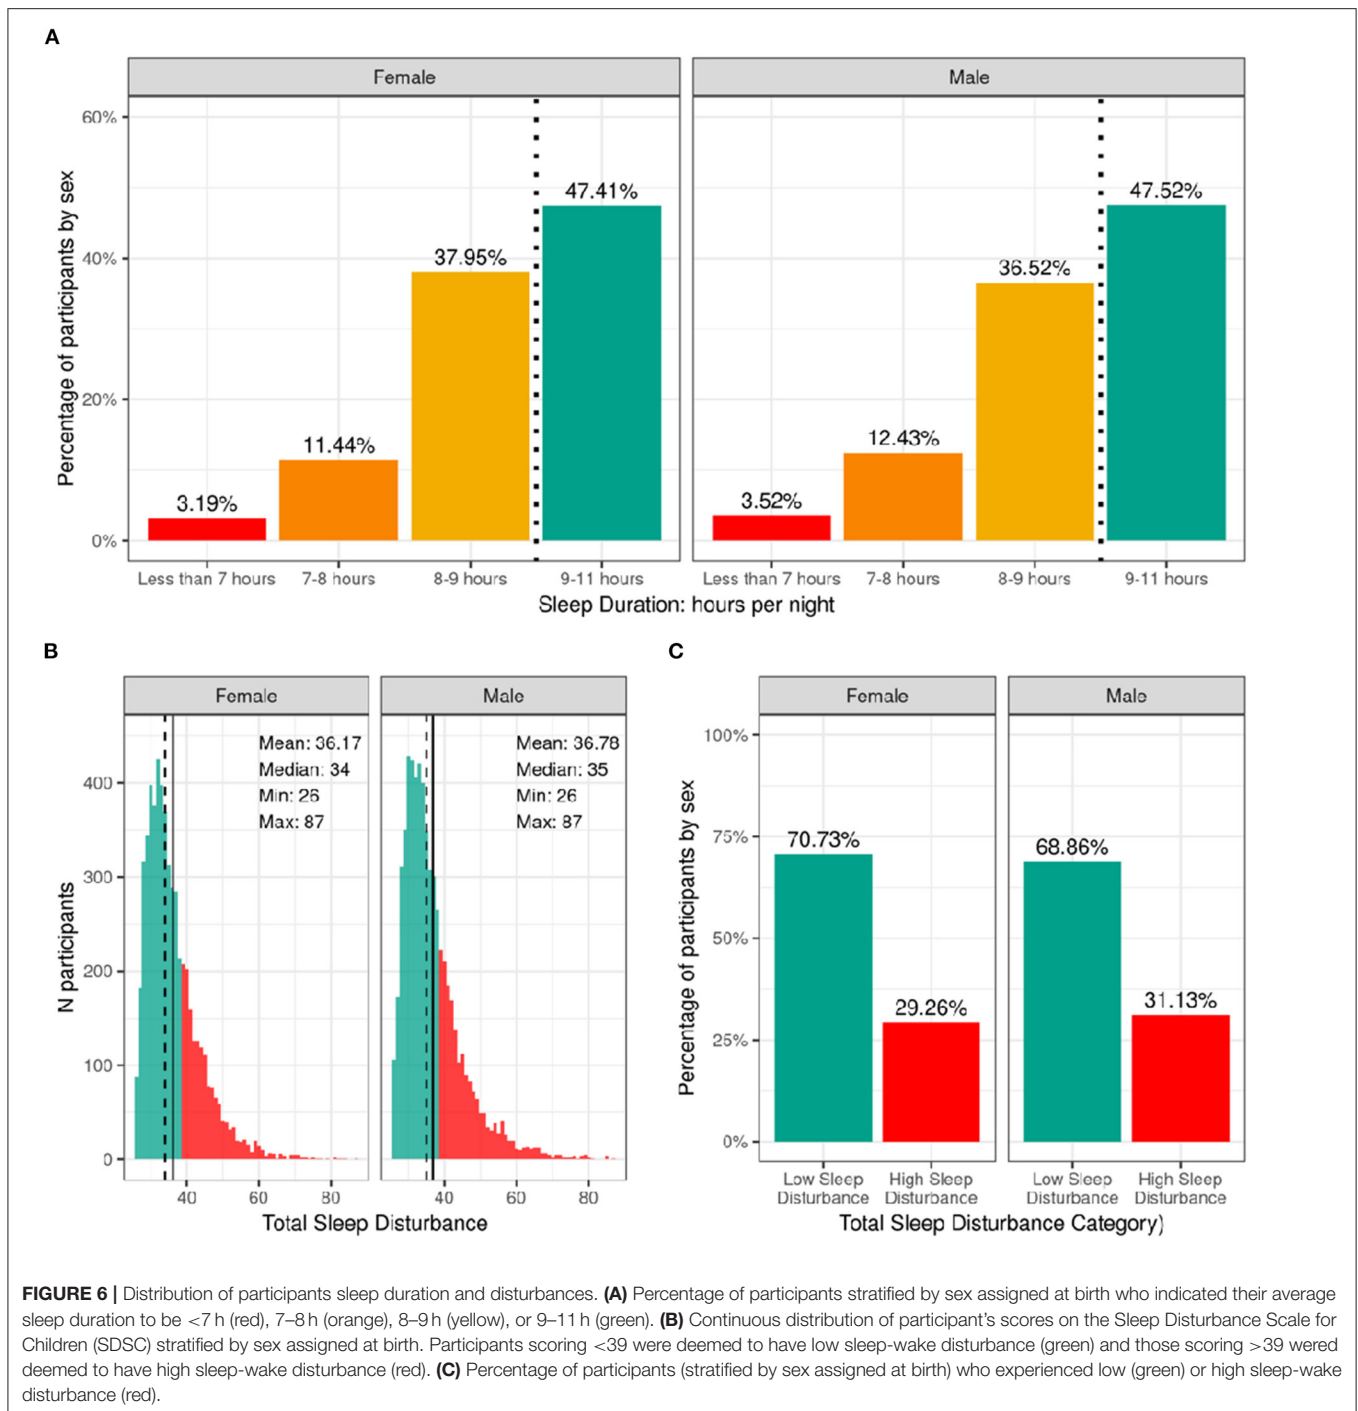 A
Female
Male
Percentage of participants by sex
60%
40%
20%
0%
3.19%
11.44%
37.95%
47.41%
3.52%
12.43%
36.52%
47.52%
Less than 7 hours
7-8 hours
8-9 hours
9-11 hours
Less than 7 hours
7-8 hours
8-9 hours
9-11 hours
Sleep Duration: hours per night
B
Female
Male
N participants
400
300
200
100
0
Mean: 36.17
Median: 34
Min: 26
Max: 87
Mean: 36.78
Median: 35
Min: 26
Max: 87
40
60
80
40
60
80
Total Sleep Disturbance
C
Female
Male
Percentage of participants by sex
100%
75%
50%
25%
0%
70.73%
29.26%
68.86%
31.13%
Low Sleep
Disturbance
High Sleep
Disturbance
Low Sleep
Disturbance
High Sleep
Disturbance
Total Sleep Disturbance Category)
FIGURE 6 | Distribution of participants sleep duration and disturbances. (A) Percentage of participants stratified by sex assigned at birth who indicated their average
sleep duration to be <7 h (red), 7–8 h (orange), 8–9 h (yellow), or 9–11 h (green). (B) Continuous distribution of participant's scores on the Sleep Disturbance Scale for
Children (SDSC) stratified by sex assigned at birth. Participants scoring <39 were deemed to have low sleep-wake disturbance (green) and those scoring >39 wered
deemed to have high sleep-wake disturbance (red). (C) Percentage of participants (stratified by sex assigned at birth) who experienced low (green) or high sleep-wake
disturbance (red).